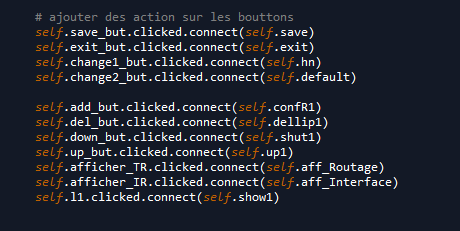 # ajouter des action sur les bouttons
self.save_but.clicked.connect(self.save)
self.exit_but.clicked.connect(self.exit)
self.change1_but.clicked.connect(self.hn)
self.change2_but.clicked.connect(self.default)
self.add_but.clicked.connect(self.confR1)
self.del_but.clicked.connect(self.dellip1)
self.down_but.clicked.connect(self.shut1)
self.up_but.clicked.connect(self.up1)
self.afficher_TR.clicked.connect(self.aff_Routage)
self.afficher_IR.clicked.connect(self.aff_Interface)
self.l1.clicked.connect(self.show1)